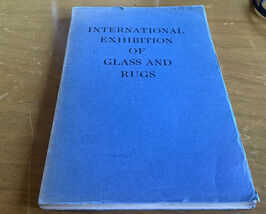 INTERNATIONAL
EXHIBITION
OF
GLASS AND
RUGS